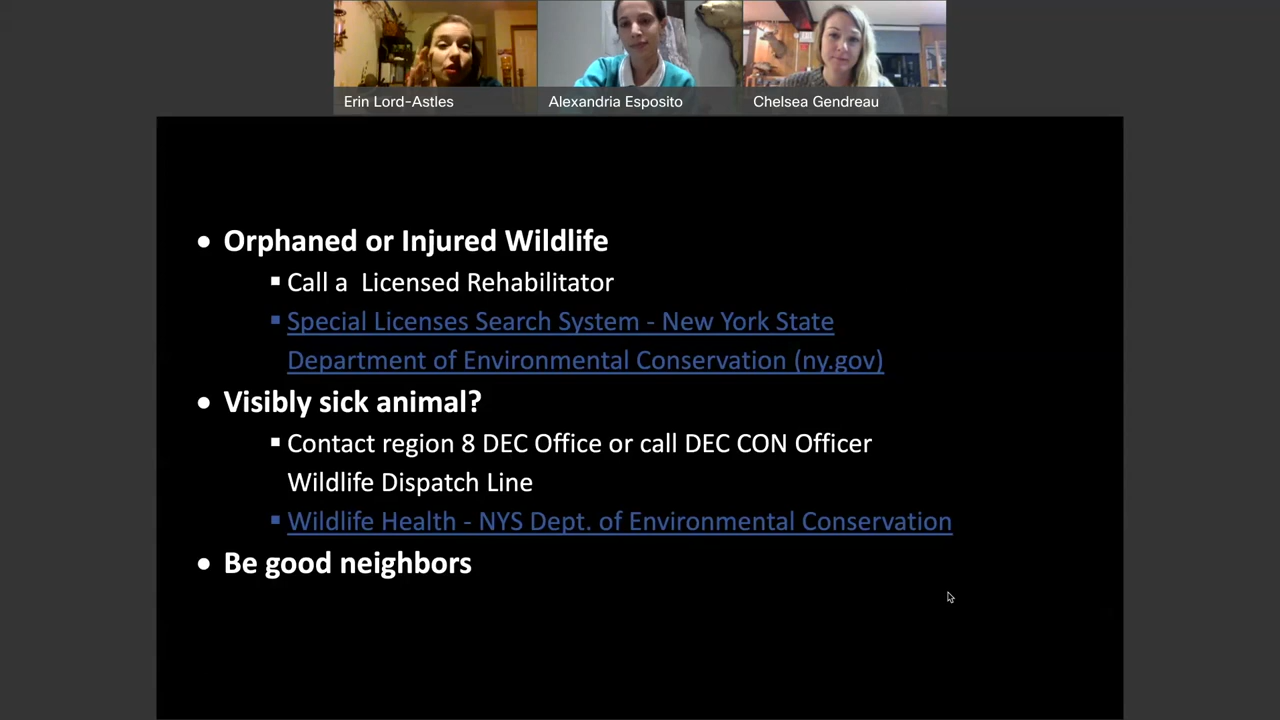 Erin Lord-Astles
Alexandria Esposito
Chelsea Gendreau
• Orphaned or Injured Wildlife
▪ Call a  Licensed Rehabilitator
▪ Special Licenses Search System - New York State
Department of Environmental Conservation (ny.gov)
• Visibly sick animal?
▪ Contact region 8 DEC Office or call DEC CON Officer
Wildlife Dispatch Line
▪ Wildlife Health - NYS Dept. of Environmental Conservation
• Be good neighbors